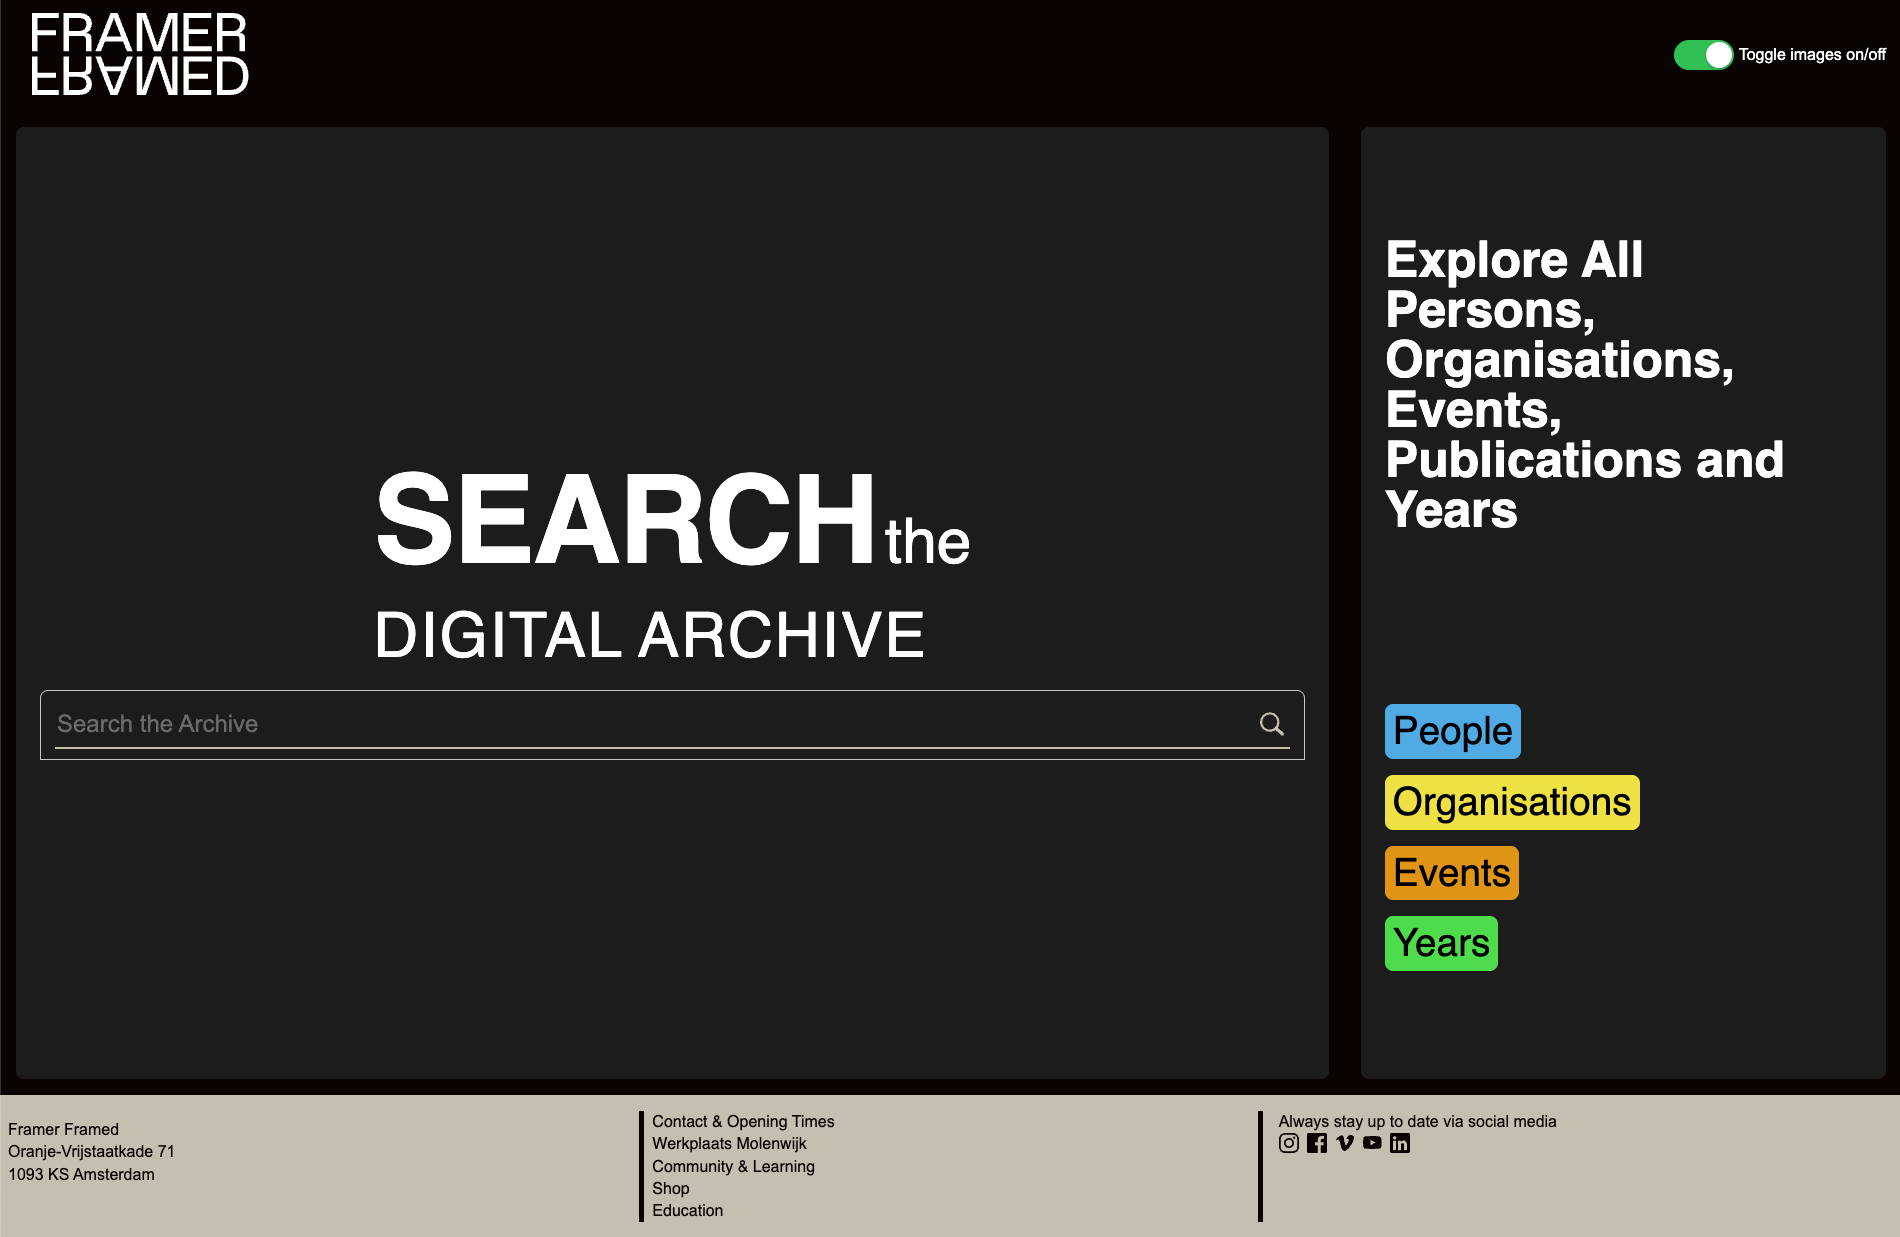 FRAMER
FRAMED
Toggle images on/off
SEARCH the
DIGITAL ARCHIVE
Search the Archive
Explore All
Persons,
Organisations,
Events,
Publications and
Years
People
Organisations
Events
Years
Framer Framed
Oranje-Vrijstaatkade 71
1093 KS Amsterdam
Contact & Opening Times
Werkplaats Molenwijk
Community & Learning
Shop
Education
Always stay up to date via social media